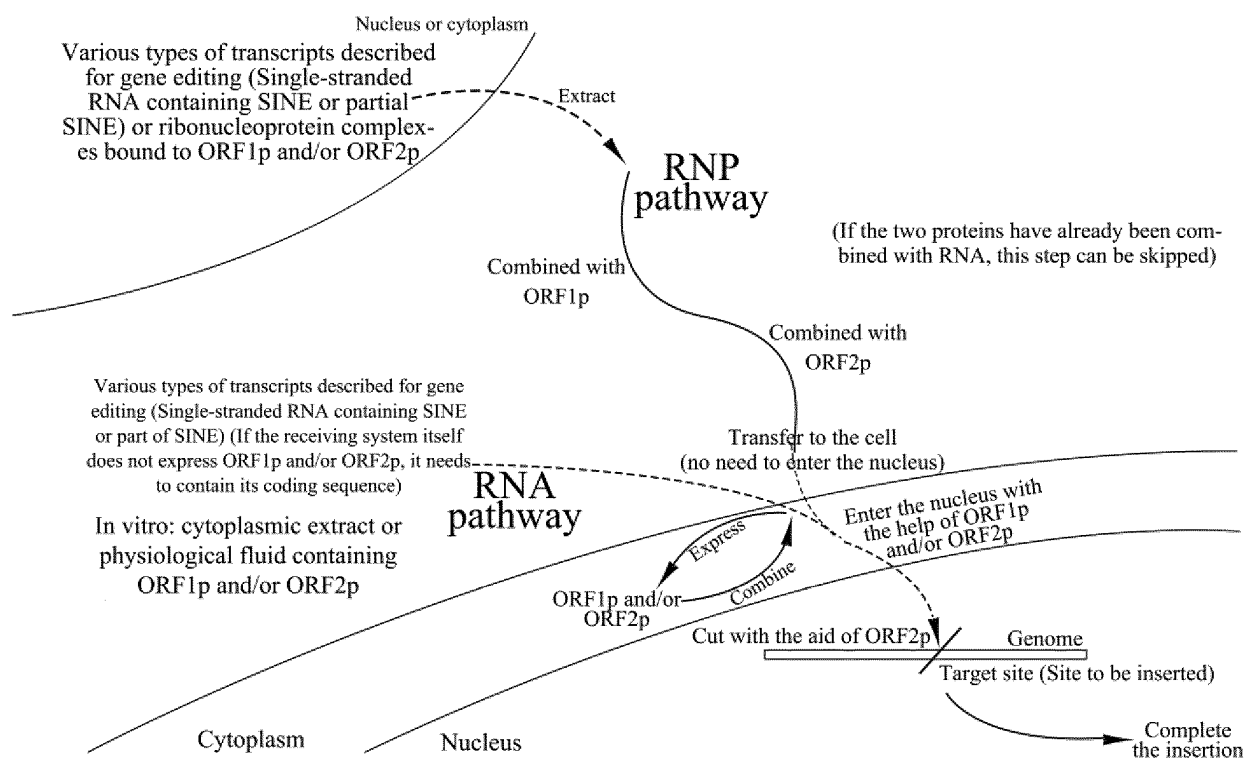 Nucleus or cytoplasm
Various types of transcripts described
for gene editing (Single-stranded
RNA containing SINE or partial
SINE) or ribonucleoprotein complex-
es bound to ORF1p and/or ORF2p
Extract
RNP
pathway
(If the two proteins have already been com-
bined with RNA, this step can be skipped)
Combined with
ORF1p
Combined with
ORF2p
Various types of transcripts described for gene
editing (Single-stranded RNA containing SINE
or part of SINE) (If the receiving system itself
does not express ORF1p and/or ORF2p, it needs
to contain its coding sequence)
RNA
pathway
In vitro: cytoplasmic extract or
physiological fluid containing
ORF1p and/or ORF2p
Transfer to the cell
(no need to enter the nucleus)
Enter the nucleus with
the help of ORF1p
and/or ORF2p
Express
Combine
ORF1p and/or
ORF2p
Cut with the aid of ORF2p
Genome
Target site (Site to be inserted)
Complete
the insertion
Cytoplasm
Nucleus